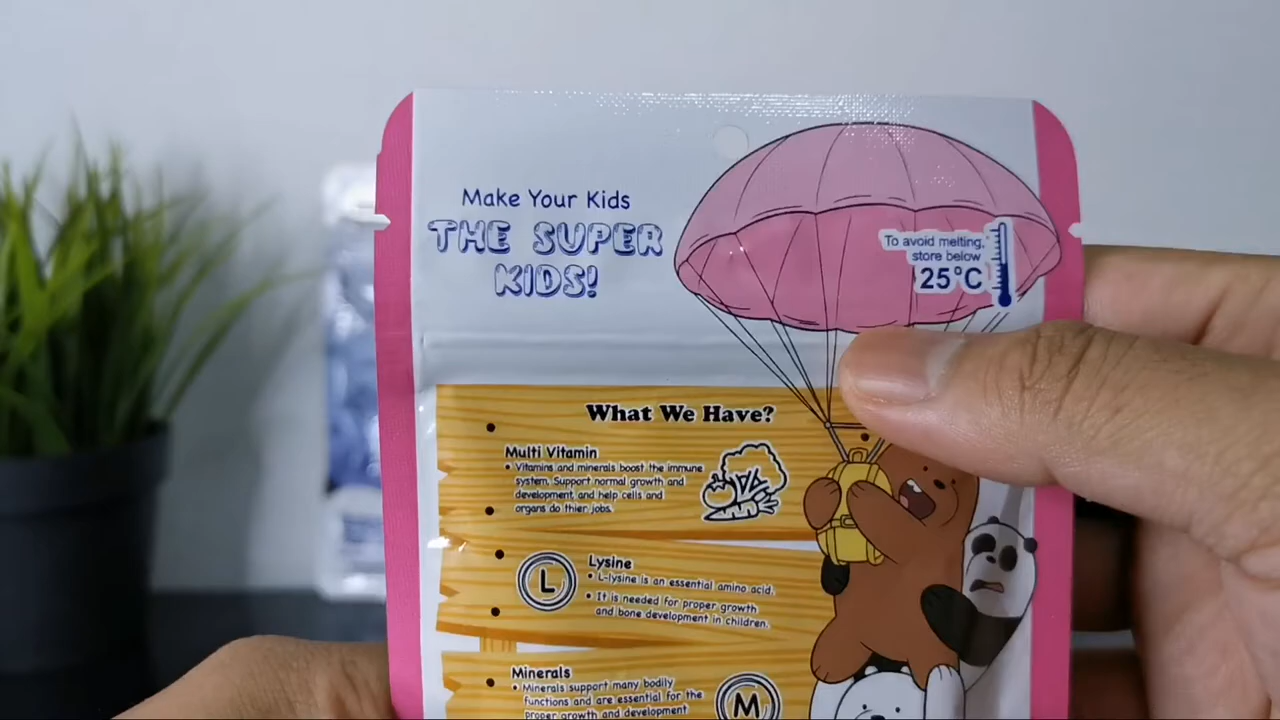 Make Your Kids
THE SUPER
KIDS!
To avoid melting,
store below
25°C
What We Have?
Multi Vitamin
• Vitamins and minerals boost the immune
system. Support normal growth and
development, and help cells and
organs do thier jobs.
L
Lysine
• L-lysine is an essential amino acid.
• It is needed for proper growth
and bone development in children.
Minerals
• Minerals support many bodily
functions and are essential for the
proper growth and development
M